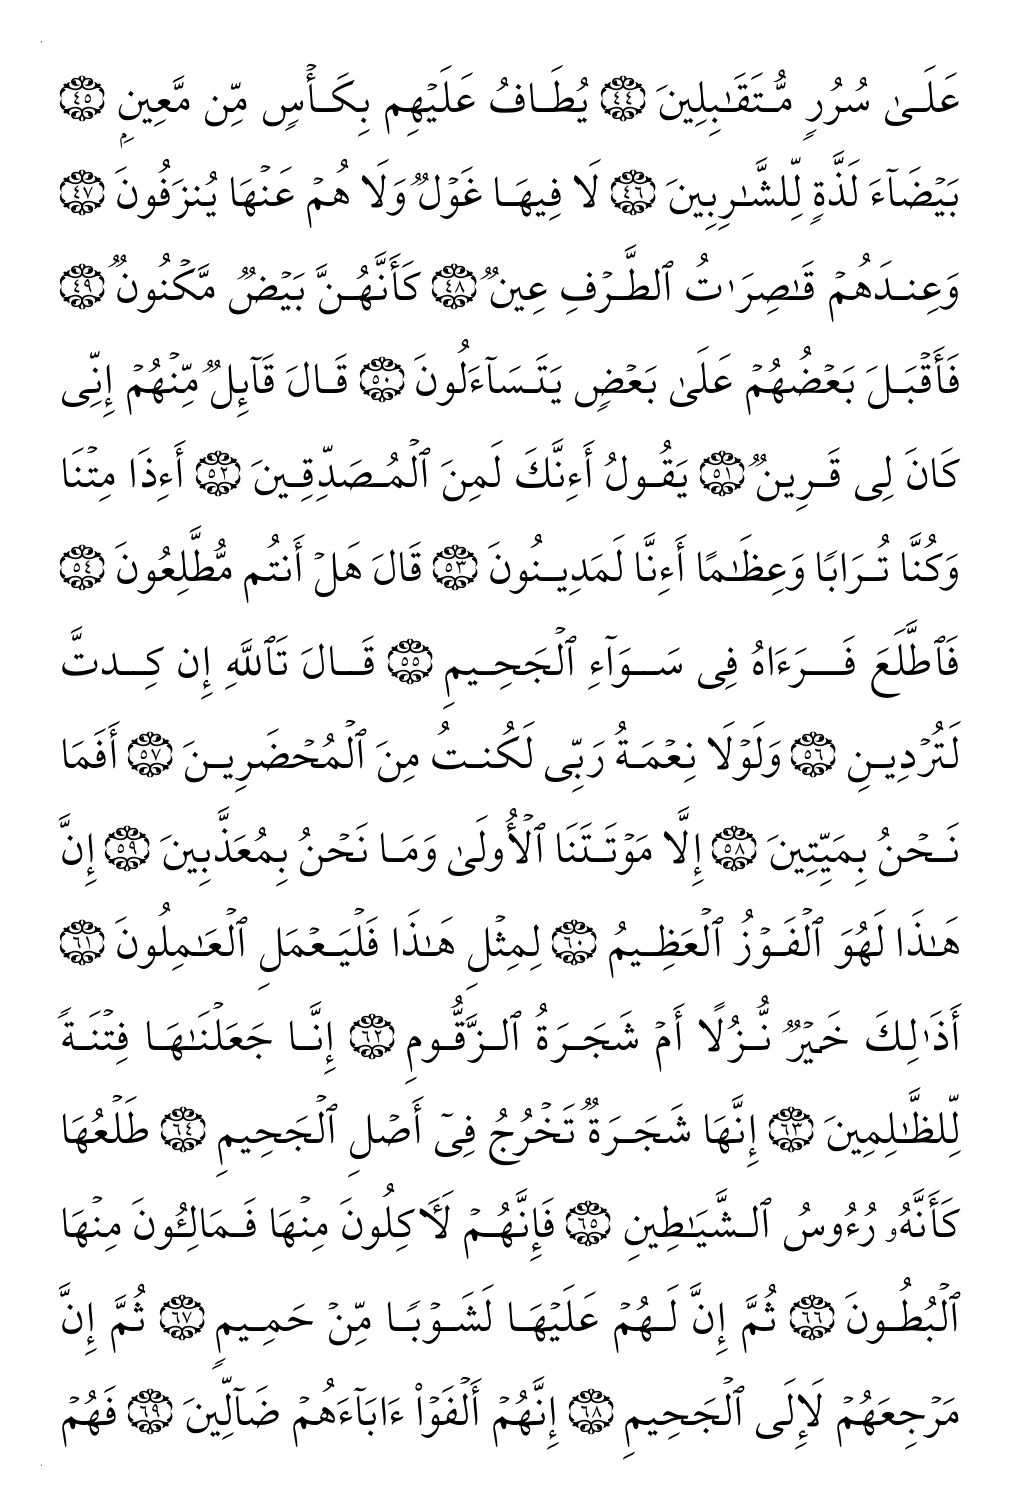 عَلَىٰ سُرُرٍ مُّتَقَـٰبِلِينَ ٤٤ يُطَافُ عَلَيْهِم بِكَأْسٍ مِّن مَّعِينِۭ ٤٥
بَيْضَآءَ لَذَّةٍ لِّلشَّـٰرِبِينَ ٤٦ لَا فِيهَا غَوْلٌ وَلَا هُمْ عَنْهَا يُنزَفُونَ ٤٧
وَعِندَهُمْ قَـٰصِرَٰتُ ٱلطَّرْفِ عِينٌ ٤٨ كَأَنَّهُنَّ بَيْضٌ مَّكْنُونٌ ٤٩
فَأَقْبَلَ بَعْضُهُمْ عَلَىٰ بَعْضٍ يَتَسَآءَلُونَ ٥٠ قَالَ قَآئِلٌ مِّنْهُمْ إِنِّى
كَانَ لِى قَرِينٌ ٥١ يَقُولُ أَءِنَّكَ لَمِنَ ٱلْمُصَدِّقِينَ ٥٢ أَءِذَا مِتْنَا
وَكُنَّا تُرَابًا وَعِظَـٰمًا أَءِنَّا لَمَدِينُونَ ٥٣ قَالَ هَلْ أَنتُم مُّطَّلِعُونَ ٥٤
فَٱطَّلَعَ فَرَءَاهُ فِى سَوَآءِ ٱلْجَحِيمِ ٥٥ قَالَ تَٱللَّهِ إِن كِدتَّ
لَتُرْدِينِ ٥٦ وَلَوْلَا نِعْمَةُ رَبِّى لَكُنتُ مِنَ ٱلْمُحْضَرِينَ ٥٧ أَفَمَا
نَحْنُ بِمَيِّتِينَ ٥٨ إِلَّا مَوْتَتَنَا ٱلْأُولَىٰ وَمَا نَحْنُ بِمُعَذَّبِينَ ٥٩ إِنَّ
هَـٰذَا لَهُوَ ٱلْفَوْزُ ٱلْعَظِيمُ ٦٠ لِمِثْلِ هَـٰذَا فَلْيَعْمَلِ ٱلْعَـٰمِلُونَ ٦١
أَذَٰلِكَ خَيْرٌ نُّزُلًا أَمْ شَجَرَةُ ٱلزَّقُّومِ ٦٢ إِنَّا جَعَلْنَـٰهَا فِتْنَةً
لِّلظَّـٰلِمِينَ ٦٣ إِنَّهَا شَجَرَةٌ تَخْرُجُ فِىٓ أَصْلِ ٱلْجَحِيمِ ٦٤ طَلْعُهَا
كَأَنَّهُۥ رُءُوسُ ٱلشَّيَـٰطِينِ ٦٥ فَإِنَّهُمْ لَـَٔاكِلُونَ مِنْهَا فَمَالِـُٔونَ مِنْهَا
ٱلْبُطُونَ ٦٦ ثُمَّ إِنَّ لَهُمْ عَلَيْهَا لَشَوْبًا مِّنْ حَمِيمٍ ٦٧ ثُمَّ إِنَّ
مَرْجِعَهُمْ لَإِلَى ٱلْجَحِيمِ ٦٨ إِنَّهُمْ أَلْفَوْا۟ ءَابَآءَهُمْ ضَآلِّينَ ٦٩ فَهُمْ